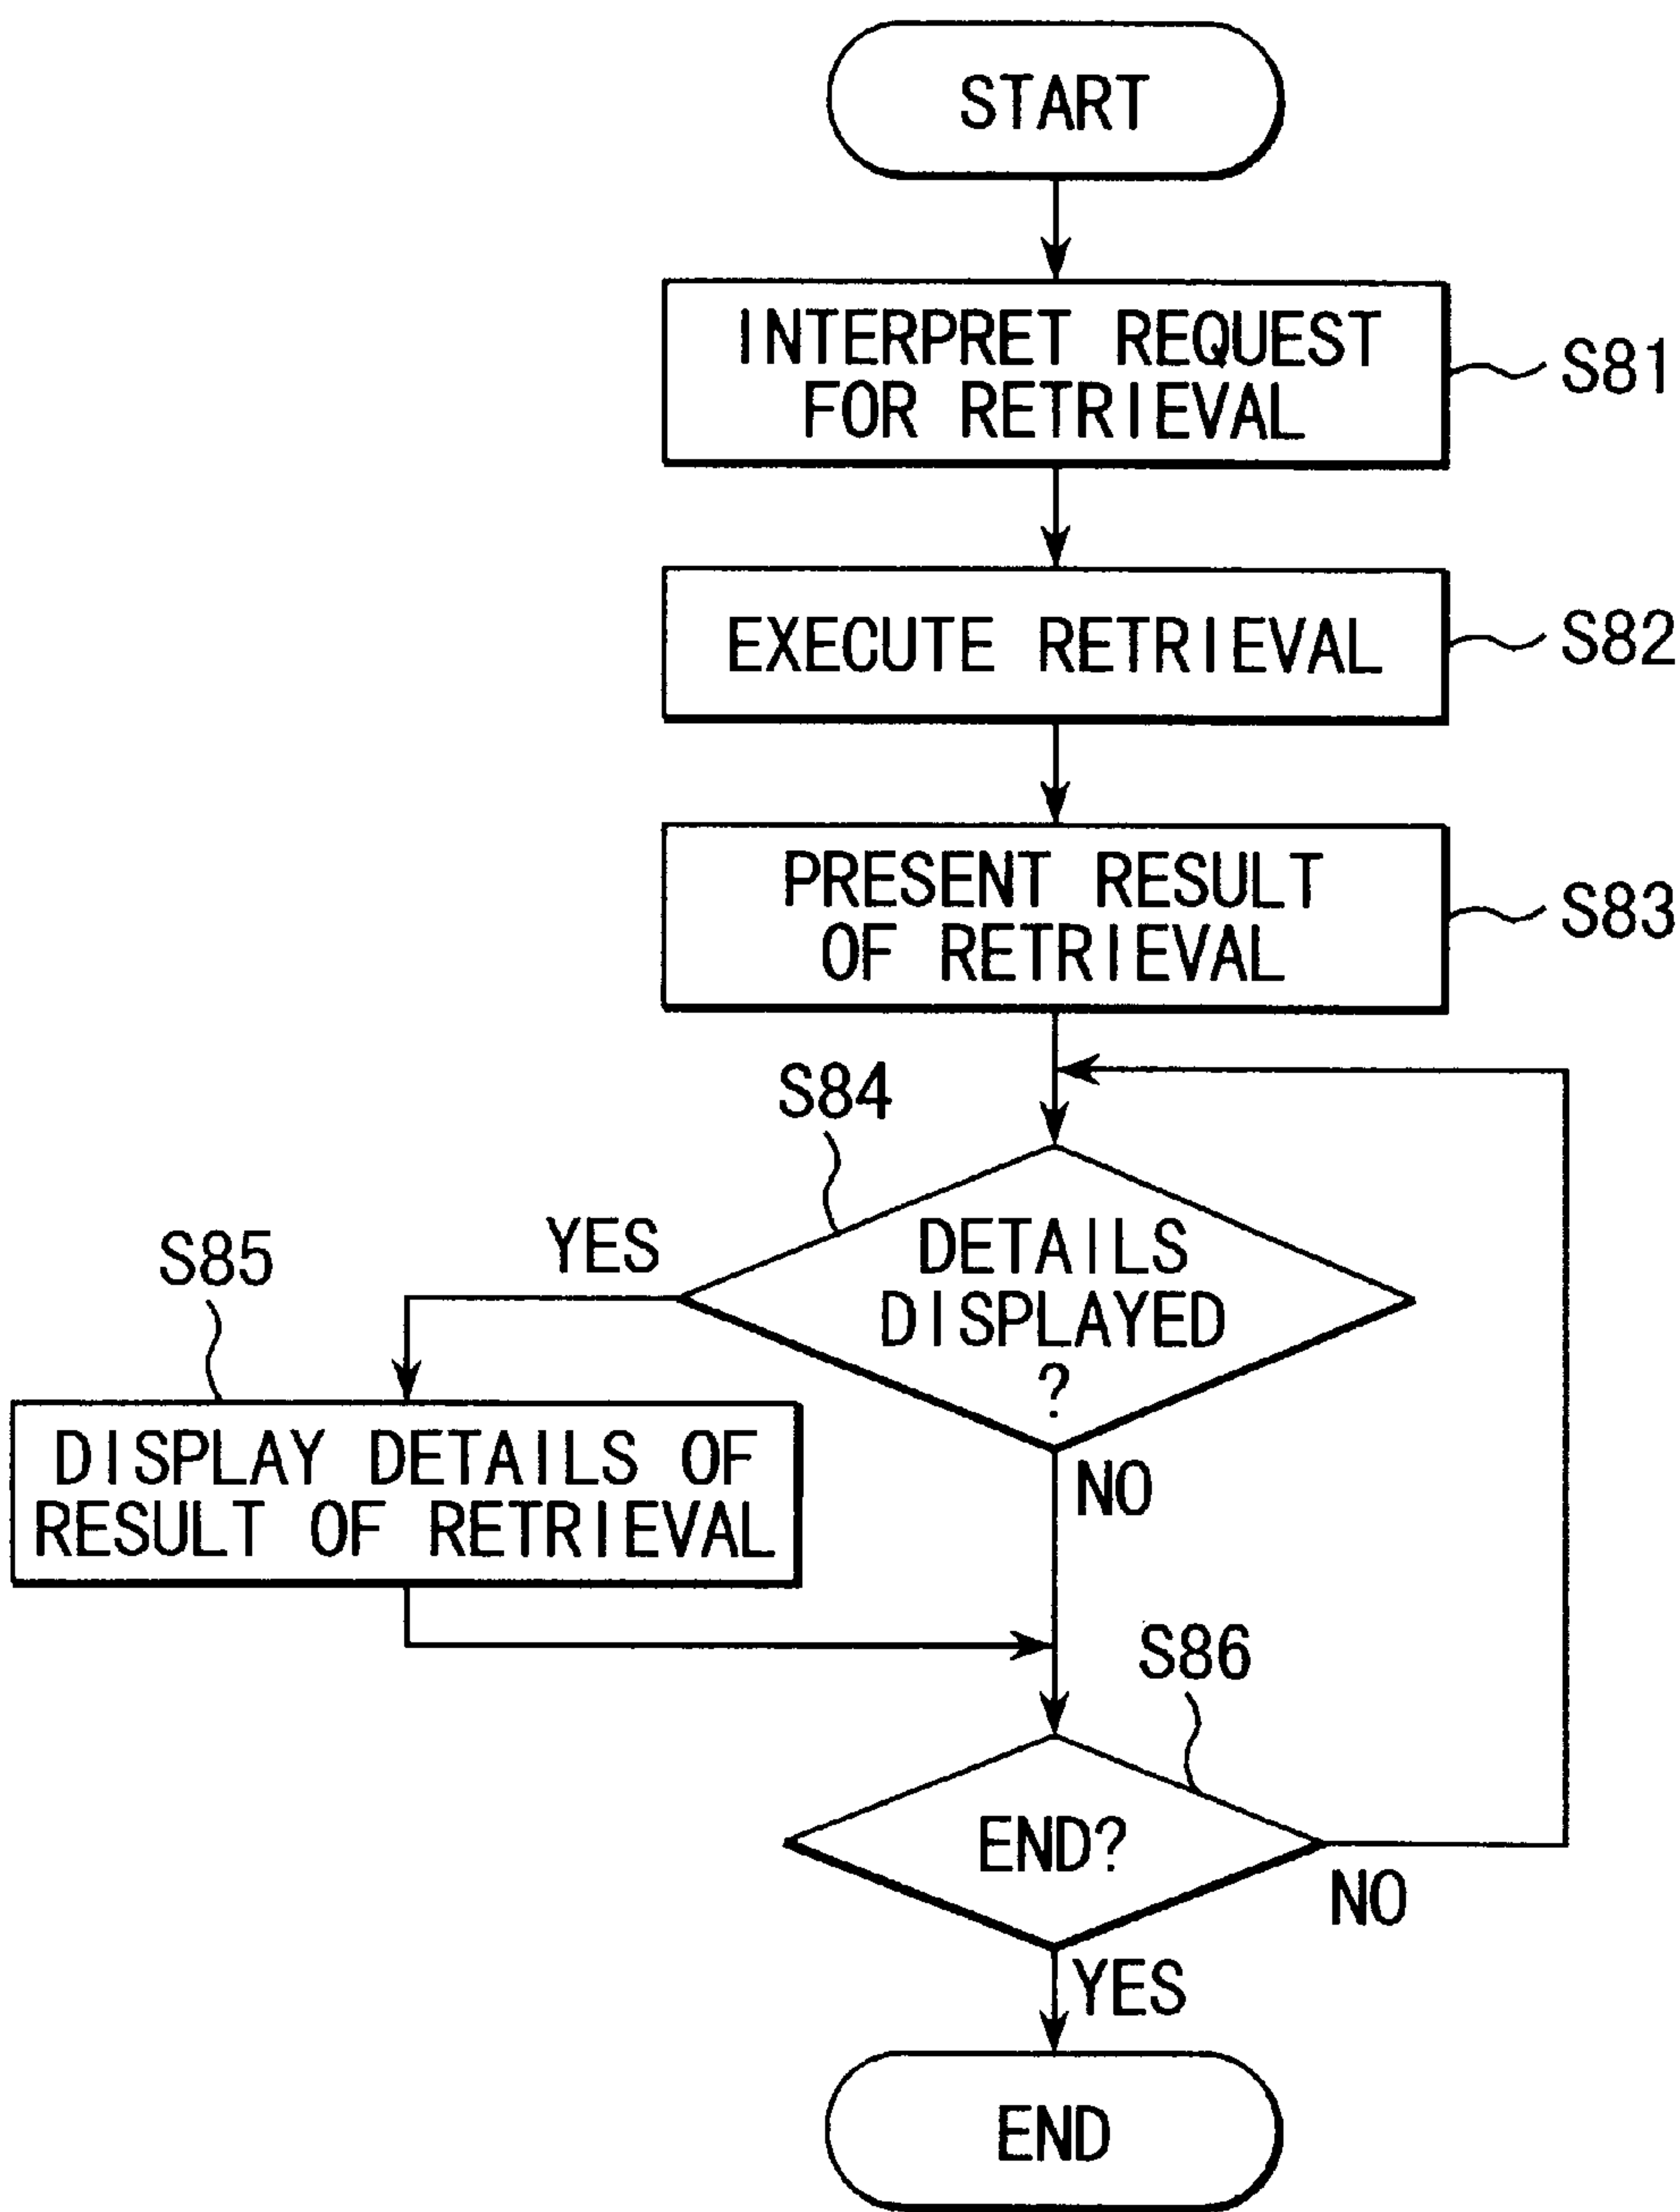 START
INTERPRET REQUEST
FOR RETRIEVAL
S81
EXECUTE RETRIEVAL
S82
PRESENT RESULT
OF RETRIEVAL
S83
S84
DETAILS
DISPLAYED
?
YES
NO
S85
DISPLAY DETAILS OF
RESULT OF RETRIEVAL
S86
END?
NO
YES
END